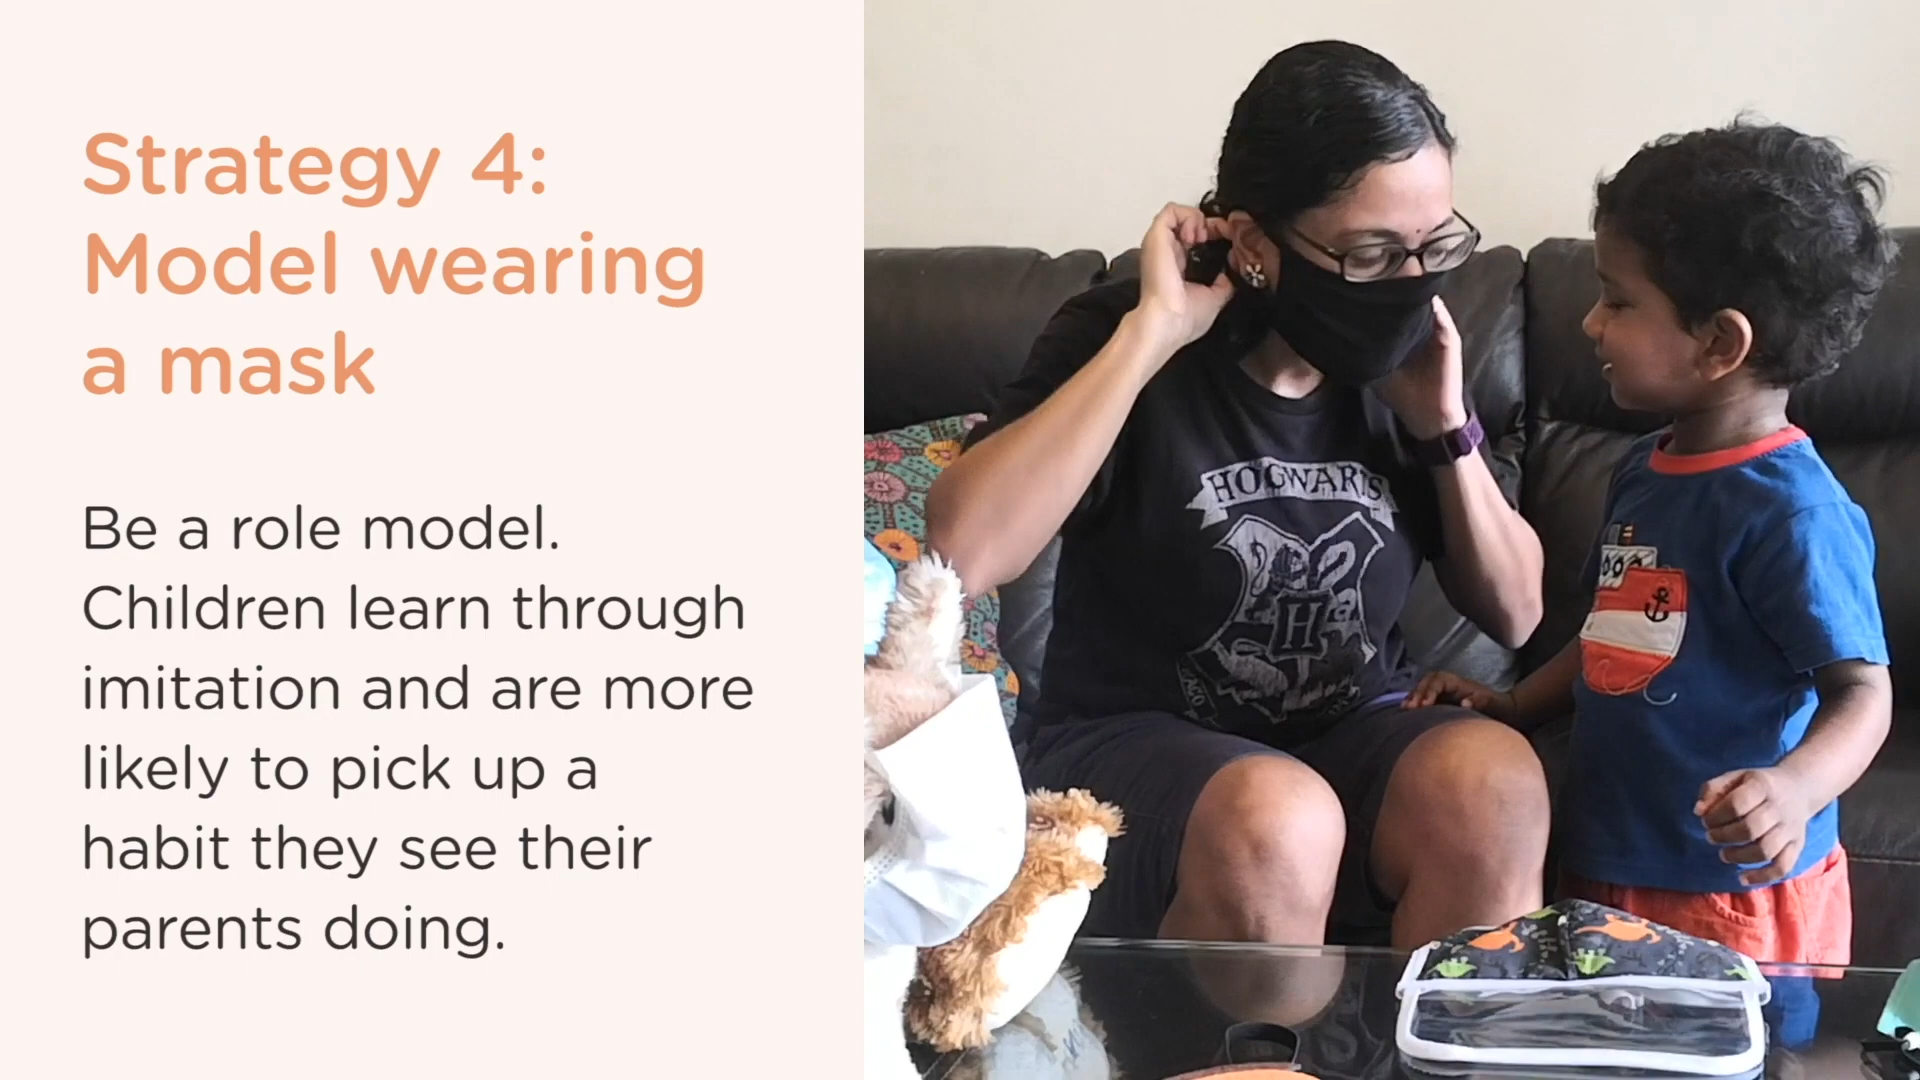 Strategy 4:
Model wearing
a mask
Be a role model.
Children learn through
imitation and are more
likely to pick up a
habit they see their
parents doing.
HOGWARTS
H